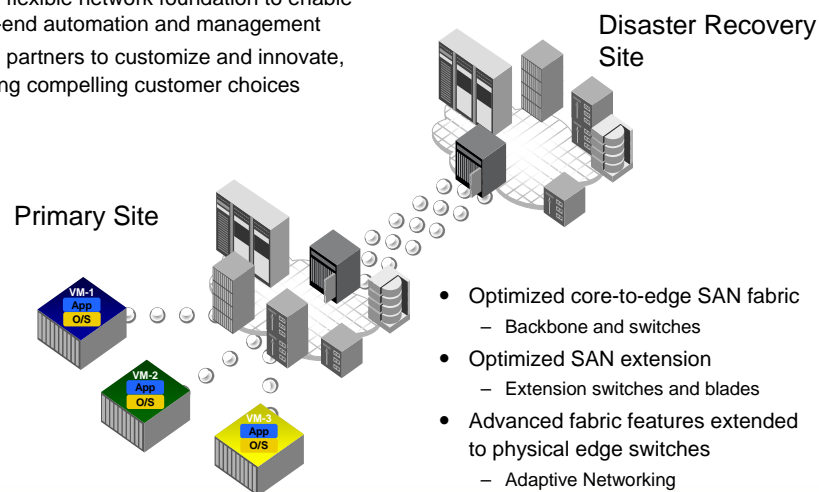 flexible network foundation to enable
-end automation and management
partners to customize and innovate,
ng compelling customer choices
Disaster Recovery
Site
Primary Site
VM-1
App
O/S
VM-2
App
O/S
VM-3
App
O/S
• Optimized core-to-edge SAN fabric
– Backbone and switches
• Optimized SAN extension
– Extension switches and blades
• Advanced fabric features extended
to physical edge switches
– Adaptive Networking